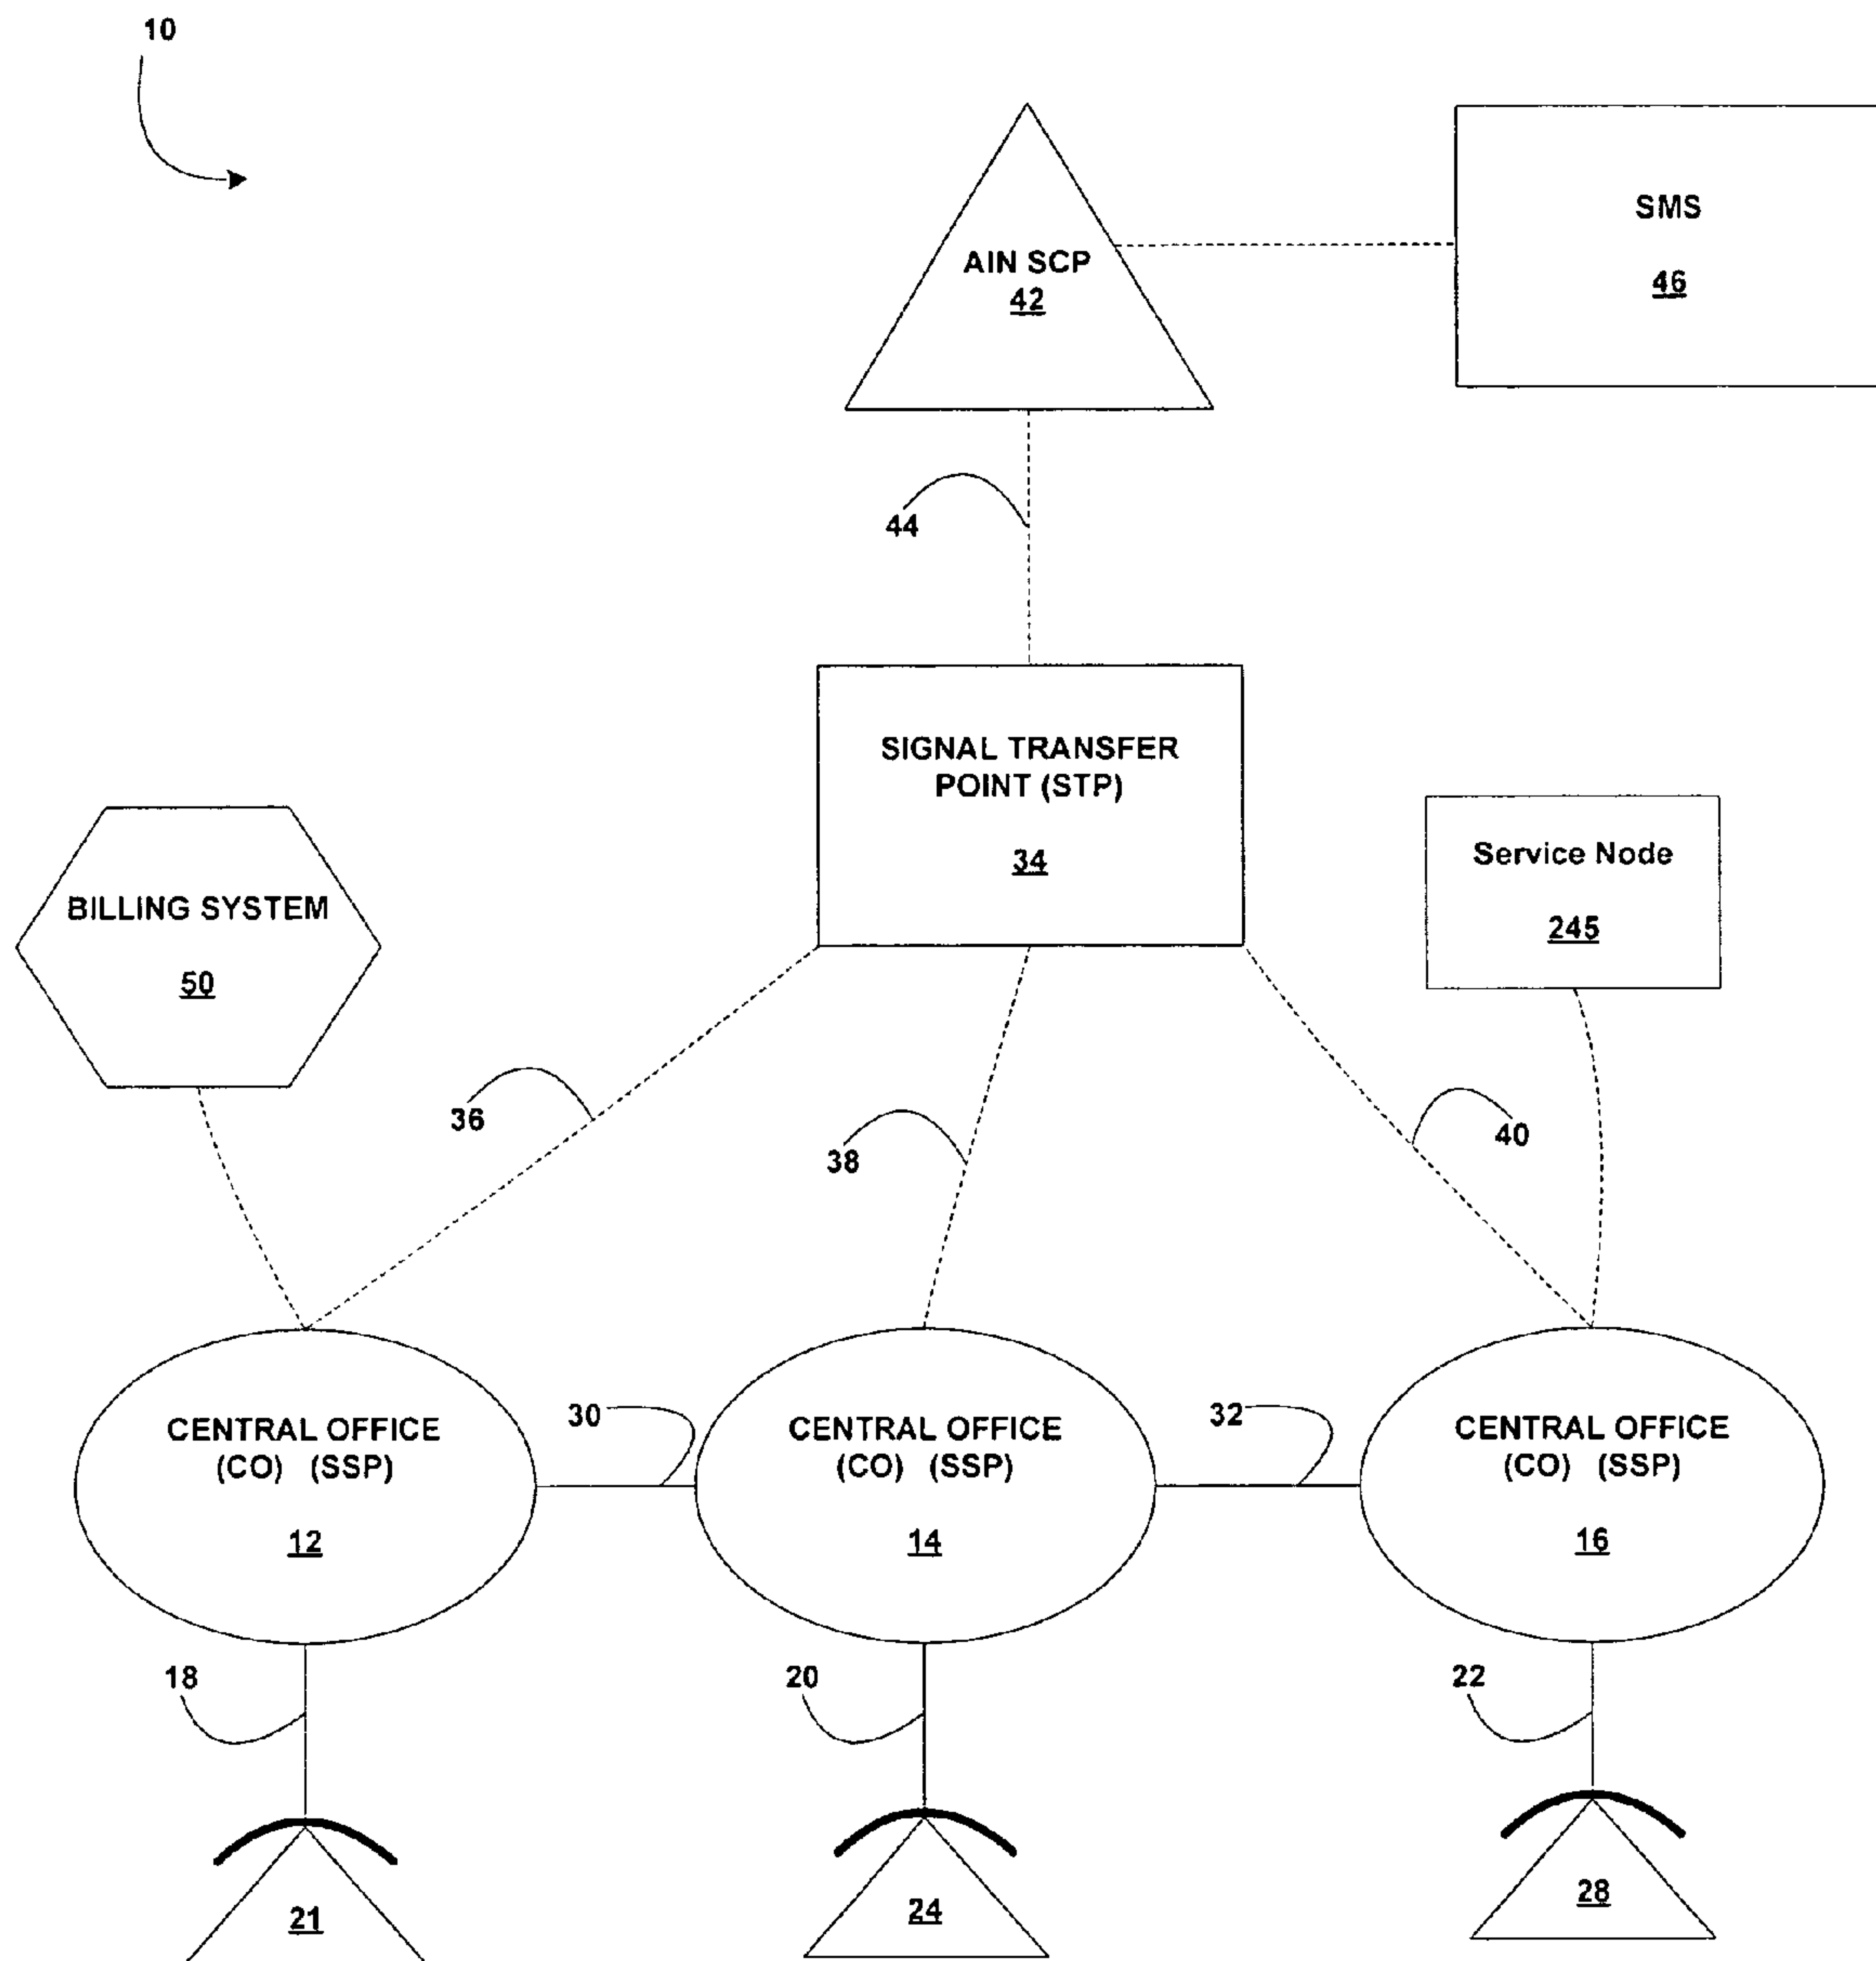 10
SMS
46
AIN SCP
42
44
SIGNAL TRANSFER
POINT (STP)
34
Service Node
245
BILLING SYSTEM
50
36
38
40
30
32
CENTRAL OFFICE
(CO) (SSP)
12
CENTRAL OFFICE
(CO) (SSP)
14
CENTRAL OFFICE
(CO) (SSP)
16
18
20
22
21
24
28